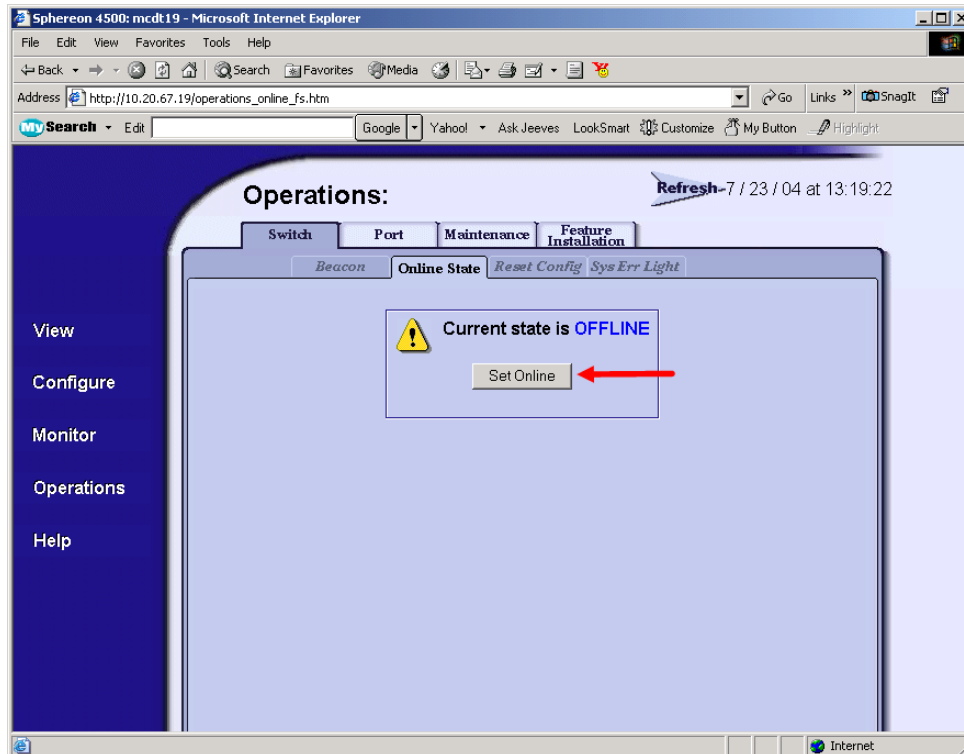 Sphereon 4500: mcdt19 - Microsoft Internet Explorer
File Edit View Favorites Tools Help
Back Search Favorites Media
Address http://10.20.67.19/operations_online_fs.htm Go Links » SnagIt
My Search Edit Google Yahoo! Ask Jeeves LookSmart Customize My Button Highlight
Operations:
Refresh-7 / 23 / 04 at 13:19:22
Switch Port Maintenance Feature Installation
Beacon Online State Reset Config Sys Err Light
Current state is OFFLINE
Set Online
View
Configure
Monitor
Operations
Help
Internet